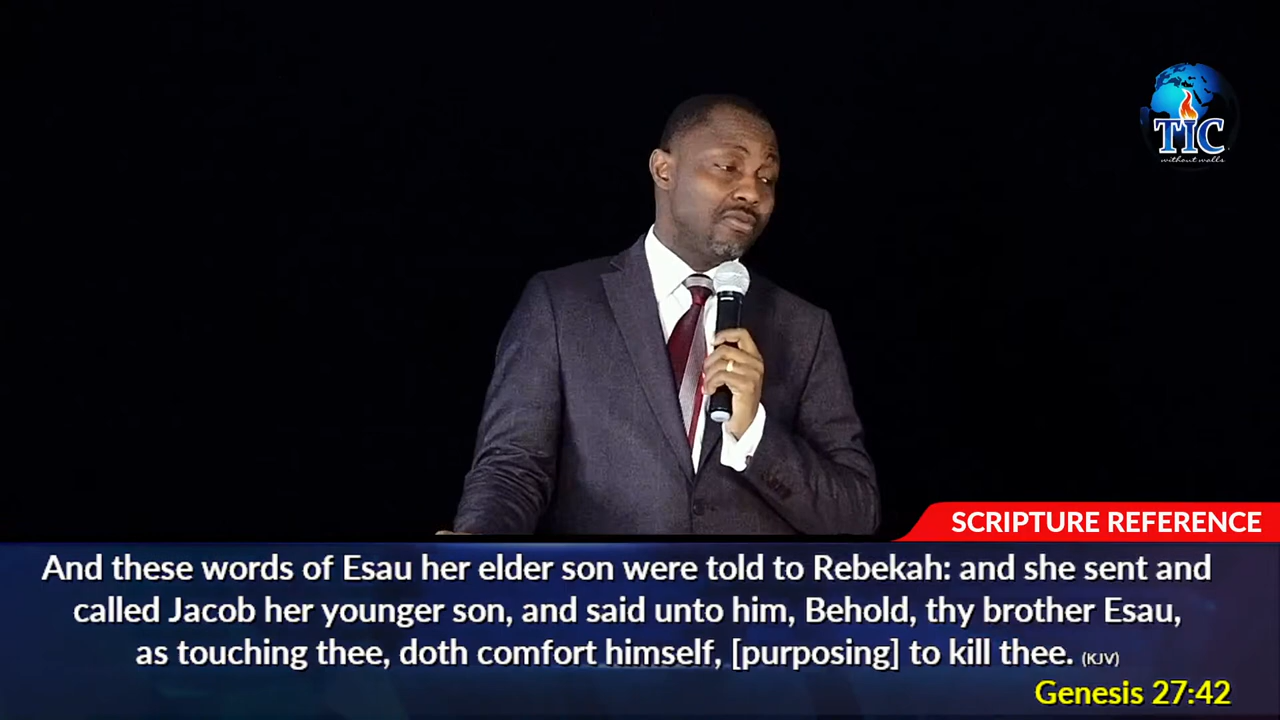 TIC
without walls
SCRIPTURE REFERENCE
And these words of Esau her elder son were told to Rebekah: and she sent and
called Jacob her younger son, and said unto him, Behold, thy brother Esau,
as touching thee, doth comfort himself, [purposing] to kill thee. (KJV)
Genesis 27:42